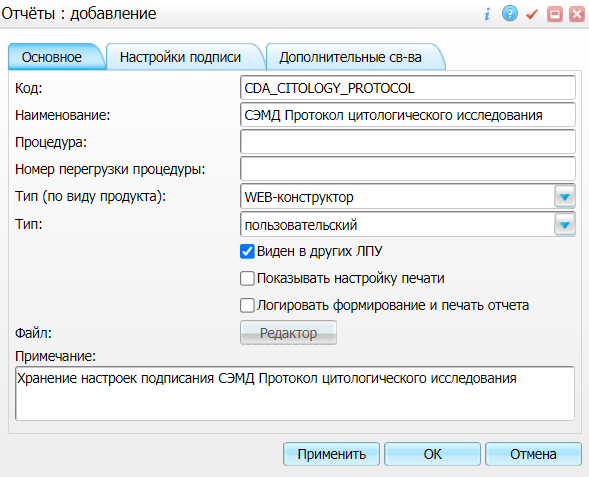 Отчёты : добавление
Основное
Настройки подписи
Дополнительные св-ва
Код:
CDA_CITOLOGY_PROTOCOL
Наименование:
СЭМД Протокол цитологического исследования
Процедура:
Номер перегрузки процедуры:
Тип (по виду продукта):
WEB-конструктор
Тип:
пользовательский
Виден в других ЛПУ
Показывать настройку печати
Логировать формирование и печать отчета
Файл:
Редактор
Примечание:
Хранение настроек подписания СЭМД Протокол цитологического исследования
Применить
ОК
Отмена